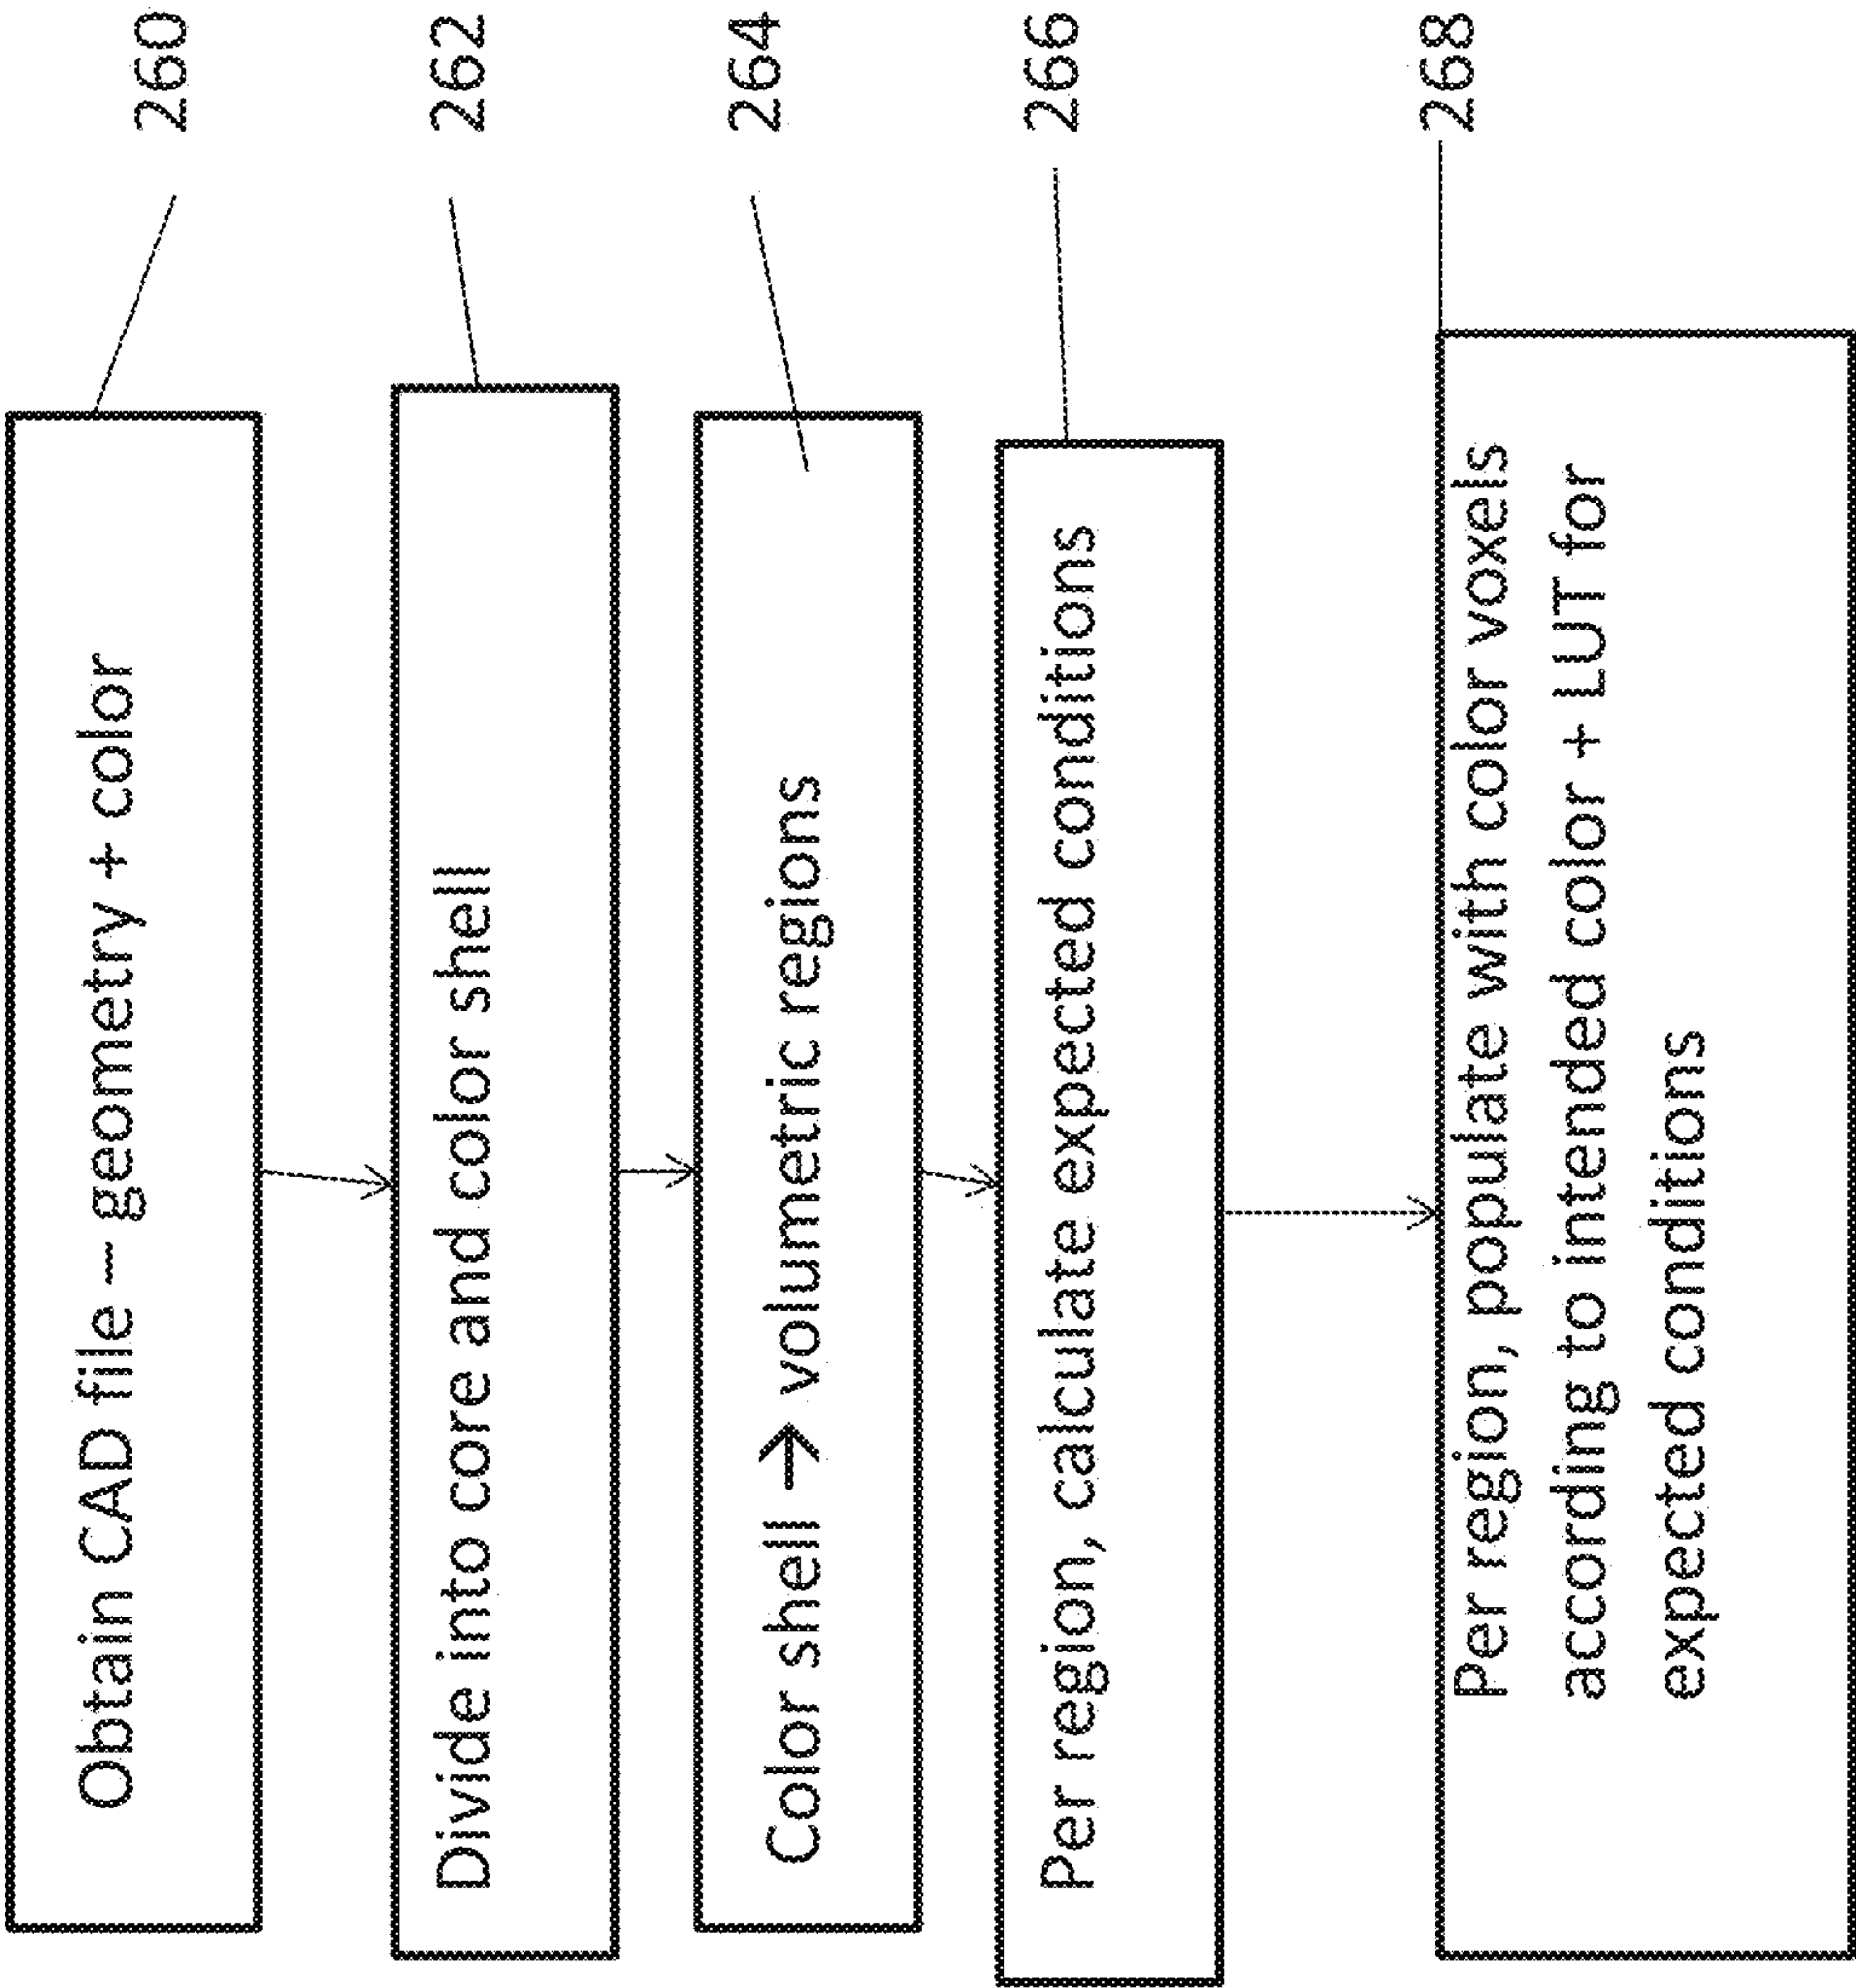 Obtain CAD file – geometry + color
260
Divide into core and color shell
262
Color shell → volumetric regions
264
Per region, calculate expected conditions
266
Per region, populate with color voxels
according to intended color + LUT for
expected conditions
268